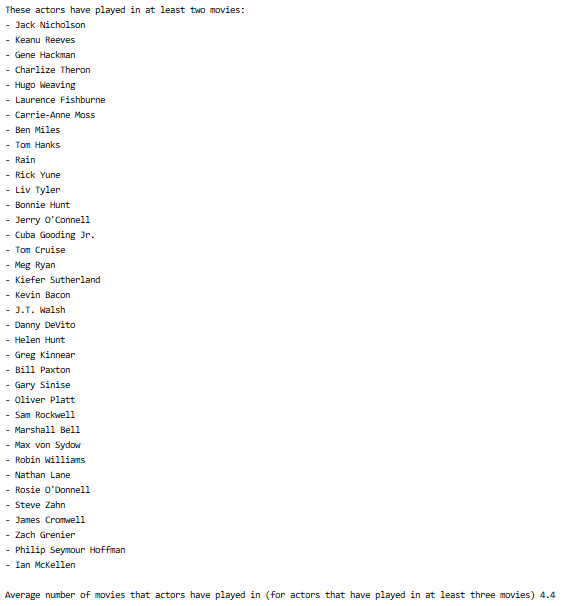 These actors have played in at least two movies:
- Jack Nicholson
- Keanu Reeves
- Gene Hackman
- Charlize Theron
- Hugo Weaving
- Laurence Fishburne
- Carrie-Anne Moss
- Ben Miles
- Tom Hanks
- Rain
- Rick Yune
- Liv Tyler
- Bonnie Hunt
- Jerry O'Connell
- Cuba Gooding Jr.
- Tom Cruise
- Meg Ryan
- Kiefer Sutherland
- Kevin Bacon
- J.T. Walsh
- Danny DeVito
- Helen Hunt
- Greg Kinnear
- Bill Paxton
- Gary Sinise
- Oliver Platt
- Sam Rockwell
- Marshall Bell
- Max von Sydow
- Robin Williams
- Nathan Lane
- Rosie O'Donnell
- Steve Zahn
- James Cromwell
- Zach Grenier
- Philip Seymour Hoffman
- Ian McKellen
Average number of movies that actors have played in (for actors that have played in at least three movies) 4.4